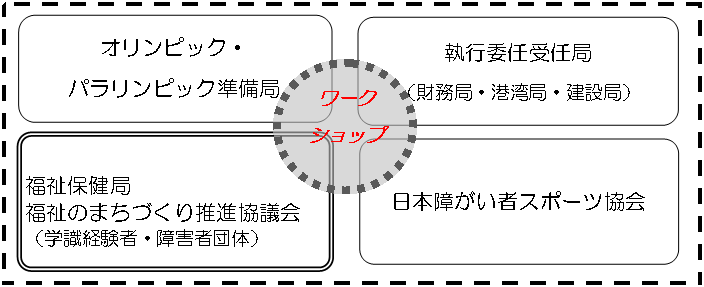 オリンピック・
パラリンピック準備局
執行委任受任局
（財務局・港湾局・建設局）
ワーク
ショップ
福祉保健局
福祉のまちづくり推進協議会
（学識経験者・障害者団体）
日本障がい者スポーツ協会